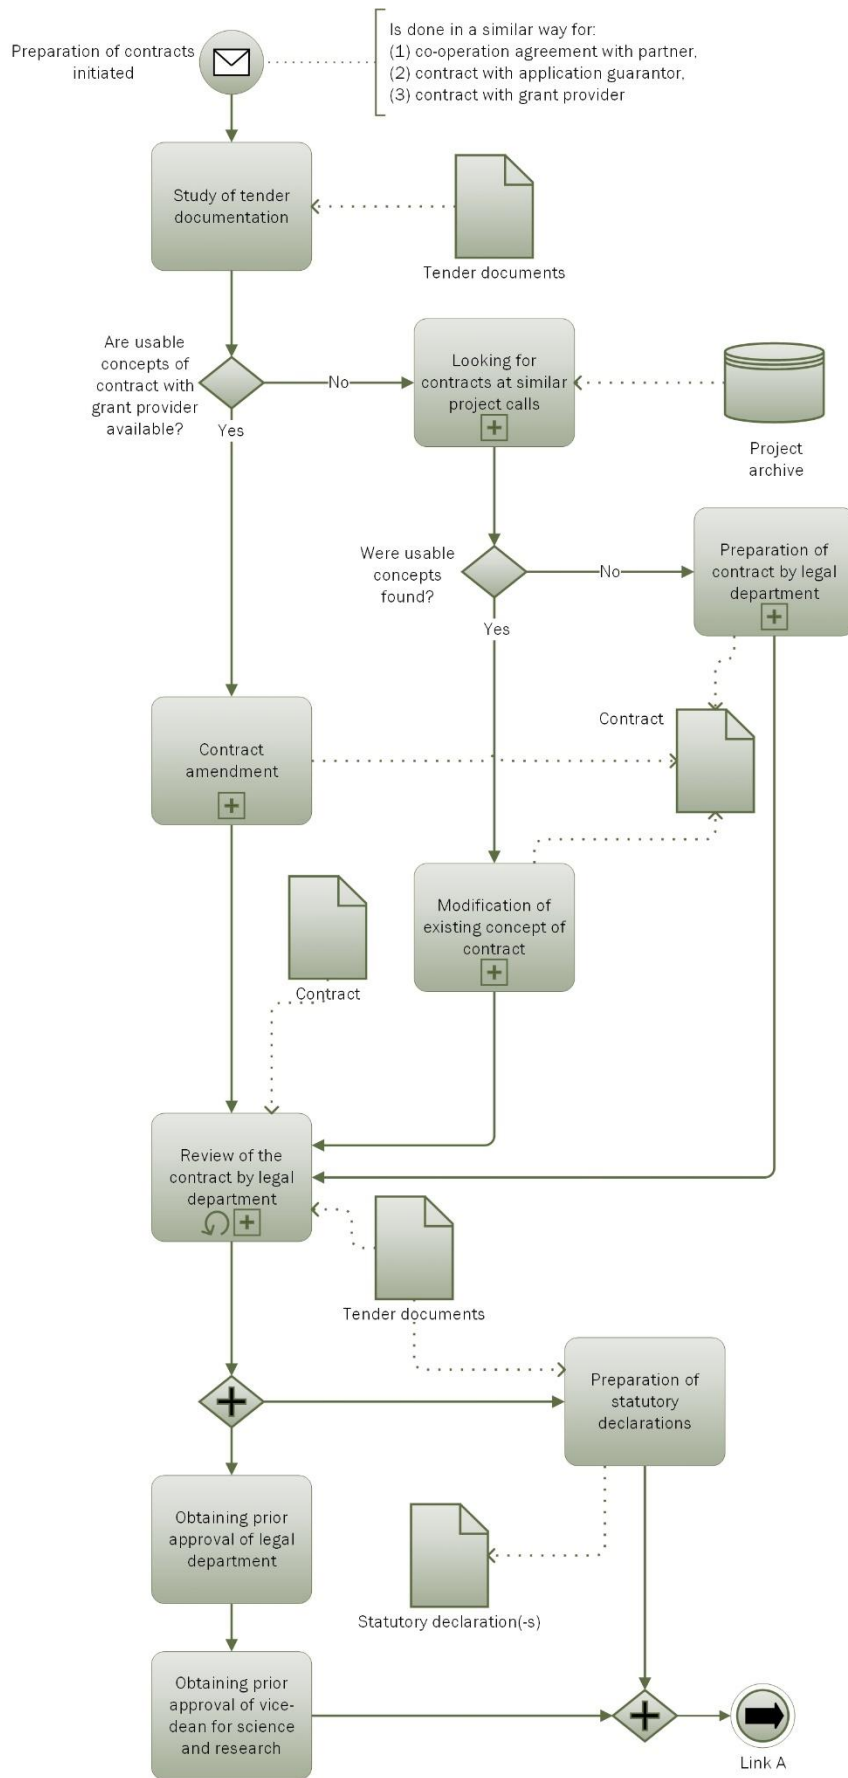 Preparation of contracts
initiated
Is done in a similar way for:
(1) co-operation agreement with partner,
(2) contract with application guarantor,
(3) contract with grant provider
Study of tender
documentation
Tender documents
Are usable
concepts of
contract with
grant provider
available?
No
Yes
Looking for
contracts at similar
project calls
Project
archive
Were usable
concepts
found?
No
Yes
Preparation of
contract by legal
department
Contract
amendment
Contract
Modification of
existing concept of
contract
Contract
Review of the
contract by legal
department
Tender documents
Preparation of
statutory
declarations
Obtaining prior
approval of legal
department
Statutory declaration(-s)
Obtaining prior
approval of vice-
dean for science
and research
Link A